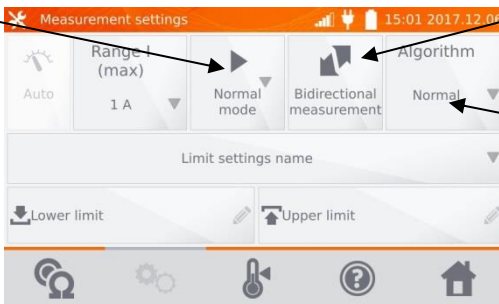 Measurement settings
15:01 2017.12.06
Auto
Range I
(max)
1 A
Normal
mode
Bidirectional
measurement
Algorithm
Normal
Limit settings name
Lower limit
Upper limit